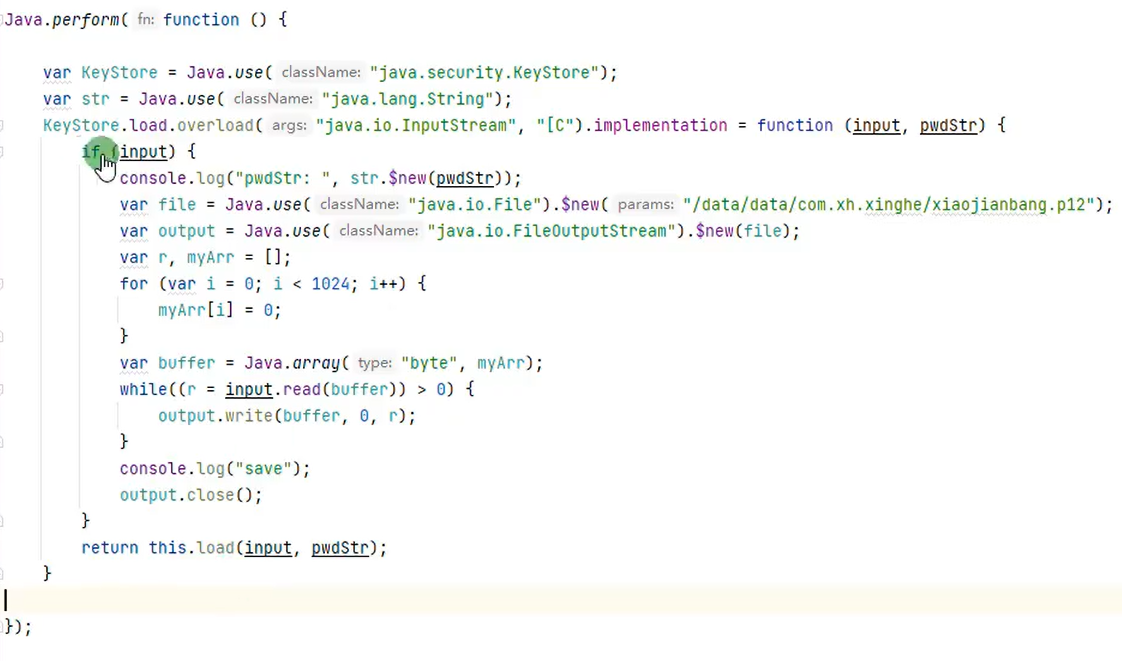 Java.perform( fn: function () {
var KeyStore = Java.use( className: "java.security.KeyStore");
var str = Java.use( className: "java.lang.String");
KeyStore.load.overload( args: "java.io.InputStream", "[C").implementation = function (input, pwdStr) {
if (input) {
console.log("pwdStr: ", str.$new(pwdStr));
var file = Java.use( className: "java.io.File").$new( params: "/data/data/com.xh.xinghe/xiaojianbang.p12");
var output = Java.use( className: "java.io.FileOutputStream").$new(file);
var r, myArr = [];
for (var i = 0; i < 1024; i++) {
myArr[i] = 0;
}
var buffer = Java.array( type: "byte", myArr);
while((r = input.read(buffer)) > 0) {
output.write(buffer, 0, r);
}
console.log("save");
output.close();
}
return this.load(input, pwdStr);
}
});